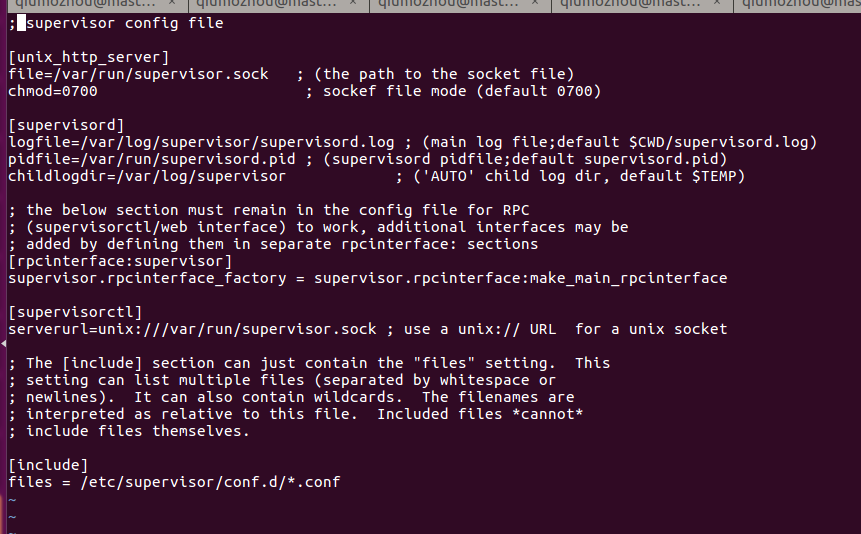 qiumozhou@mast... × qiumozhou@mast... × qiumozhou@mast... × qiumozhou@mast... × qiumozhou@mast
; supervisor config file
[unix_http_server]
file=/var/run/supervisor.sock   ; (the path to the socket file)
chmod=0700                       ; sockef file mode (default 0700)
[supervisord]
logfile=/var/log/supervisor/supervisord.log ; (main log file;default $CWD/supervisord.log)
pidfile=/var/run/supervisord.pid ; (supervisord pidfile;default supervisord.pid)
childlogdir=/var/log/supervisor            ; ('AUTO' child log dir, default $TEMP)
; the below section must remain in the config file for RPC
; (supervisorctl/web interface) to work, additional interfaces may be
; added by defining them in separate rpcinterface: sections
[rpcinterface:supervisor]
supervisor.rpcinterface_factory = supervisor.rpcinterface:make_main_rpcinterface
[supervisorctl]
serverurl=unix:///var/run/supervisor.sock ; use a unix:// URL  for a unix socket
; The [include] section can just contain the "files" setting.  This
; setting can list multiple files (separated by whitespace or
; newlines).  It can also contain wildcards.  The filenames are
; interpreted as relative to this file.  Included files *cannot*
; include files themselves.
[include]
files = /etc/supervisor/conf.d/*.conf
~
~
~